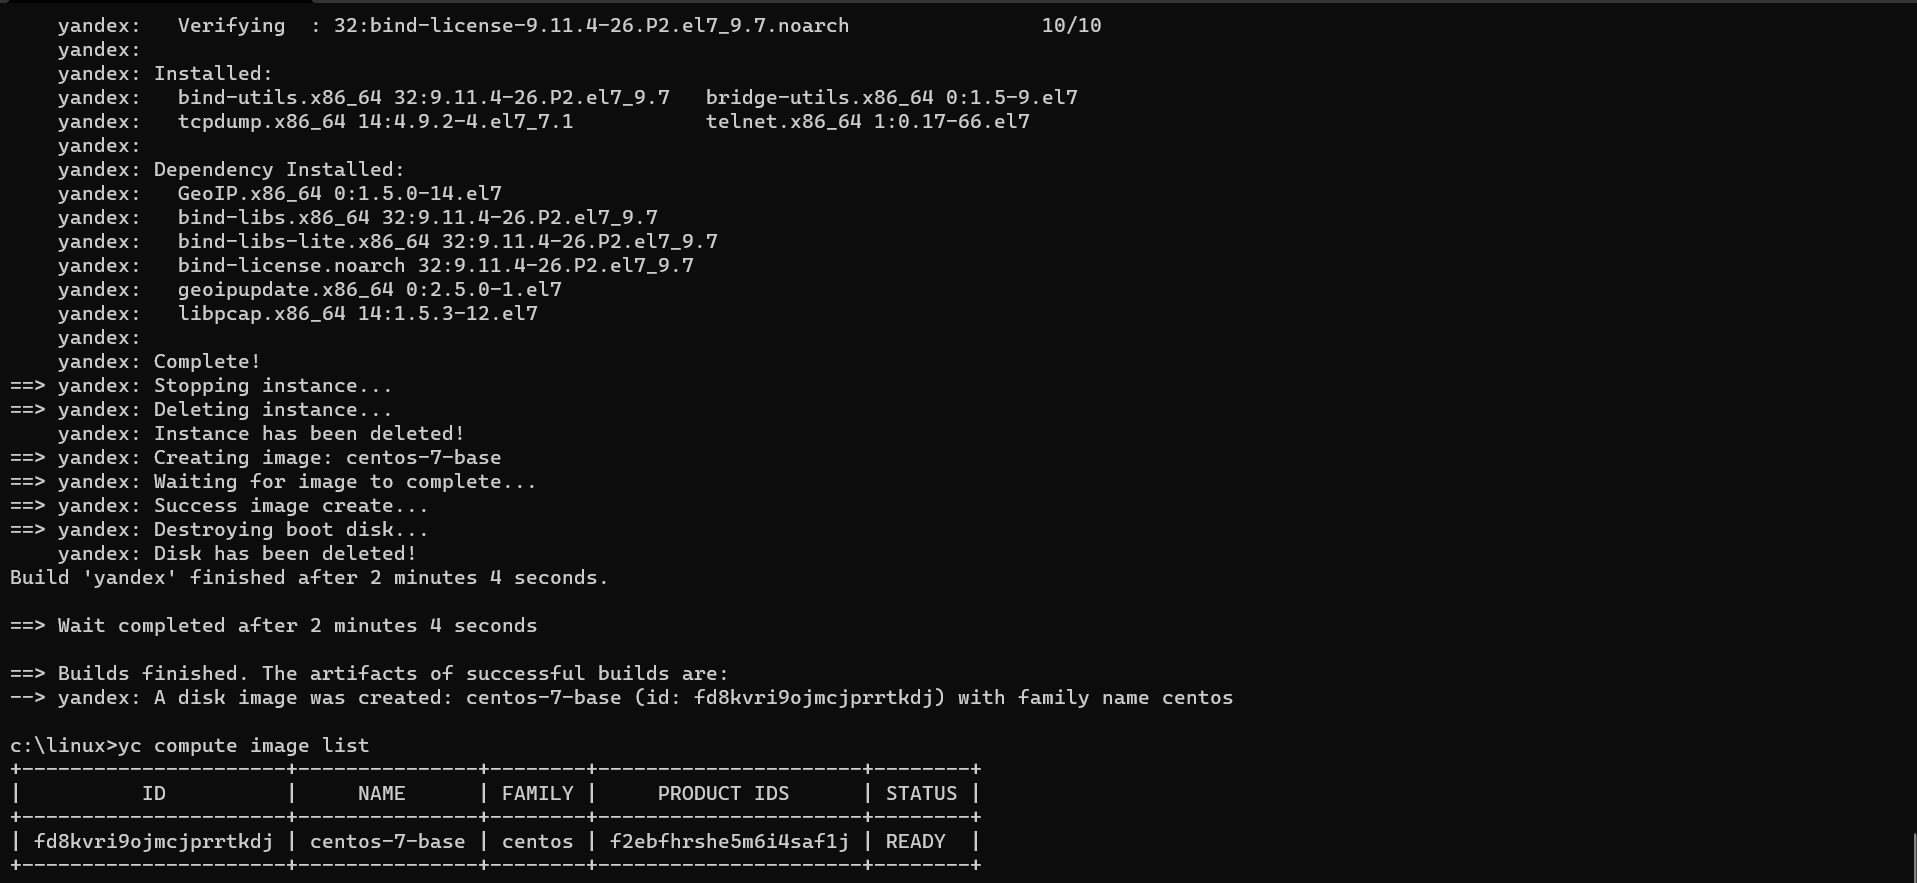 yandex:   Verifying  : 32:bind-license-9.11.4-26.P2.el7_9.7.noarch                10/10
    yandex:
    yandex: Installed:
    yandex:   bind-utils.x86_64 32:9.11.4-26.P2.el7_9.7   bridge-utils.x86_64 0:1.5-9.el7
    yandex:   tcpdump.x86_64 14:4.9.2-4.el7_7.1           telnet.x86_64 1:0.17-66.el7
    yandex:
    yandex: Dependency Installed:
    yandex:   GeoIP.x86_64 0:1.5.0-14.el7
    yandex:   bind-libs.x86_64 32:9.11.4-26.P2.el7_9.7
    yandex:   bind-libs-lite.x86_64 32:9.11.4-26.P2.el7_9.7
    yandex:   bind-license.noarch 32:9.11.4-26.P2.el7_9.7
    yandex:   geoipupdate.x86_64 0:2.5.0-1.el7
    yandex:   libpcap.x86_64 14:1.5.3-12.el7
    yandex:
    yandex: Complete!
==> yandex: Stopping instance...
==> yandex: Deleting instance...
    yandex: Instance has been deleted!
==> yandex: Creating image: centos-7-base
==> yandex: Waiting for image to complete...
==> yandex: Success image create...
==> yandex: Destroying boot disk...
    yandex: Disk has been deleted!
Build 'yandex' finished after 2 minutes 4 seconds.

==> Wait completed after 2 minutes 4 seconds

==> Builds finished. The artifacts of successful builds are:
--> yandex: A disk image was created: centos-7-base (id: fd8kvri9ojmcjprrtkdj) with family name centos

c:\linux>yc compute image list
+----------------------+---------------+--------+----------------------+--------+
|          ID          |     NAME      | FAMILY |     PRODUCT IDS      | STATUS |
+----------------------+---------------+--------+----------------------+--------+
| fd8kvri9ojmcjprrtkdj | centos-7-base | centos | f2ebfhrshe5m6i4saf1j | READY  |
+----------------------+---------------+--------+----------------------+--------+